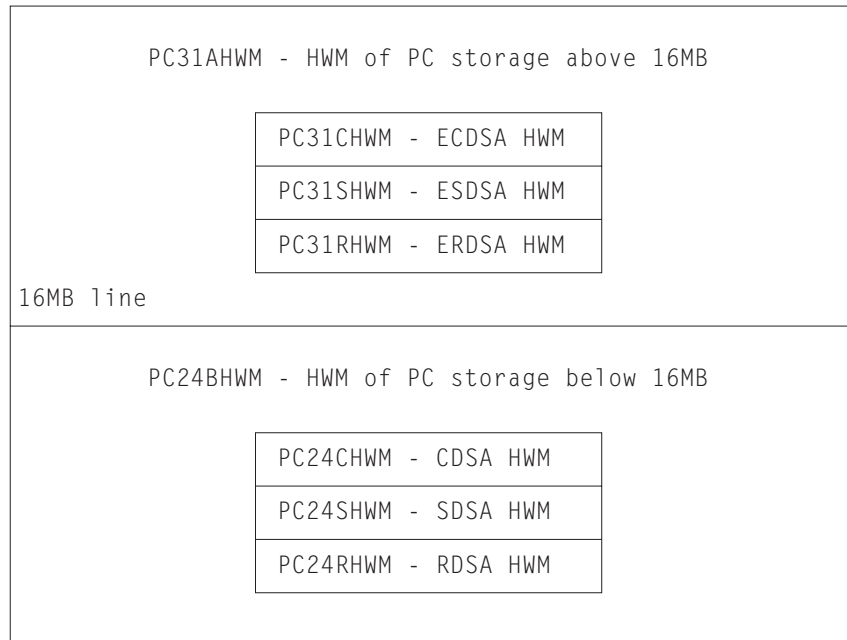 PC31AHWM - HWM of PC storage above 16MB
PC31CHWM - ECDSA HWM
PC31SHWM - ESDSA HWM
PC31RHWM - ERDSA HWM
16MB line
PC24BHWM - HWM of PC storage below 16MB
PC24CHWM - CDSA HWM
PC24SHWM - SDSA HWM
PC24RHWM - RDSA HWM